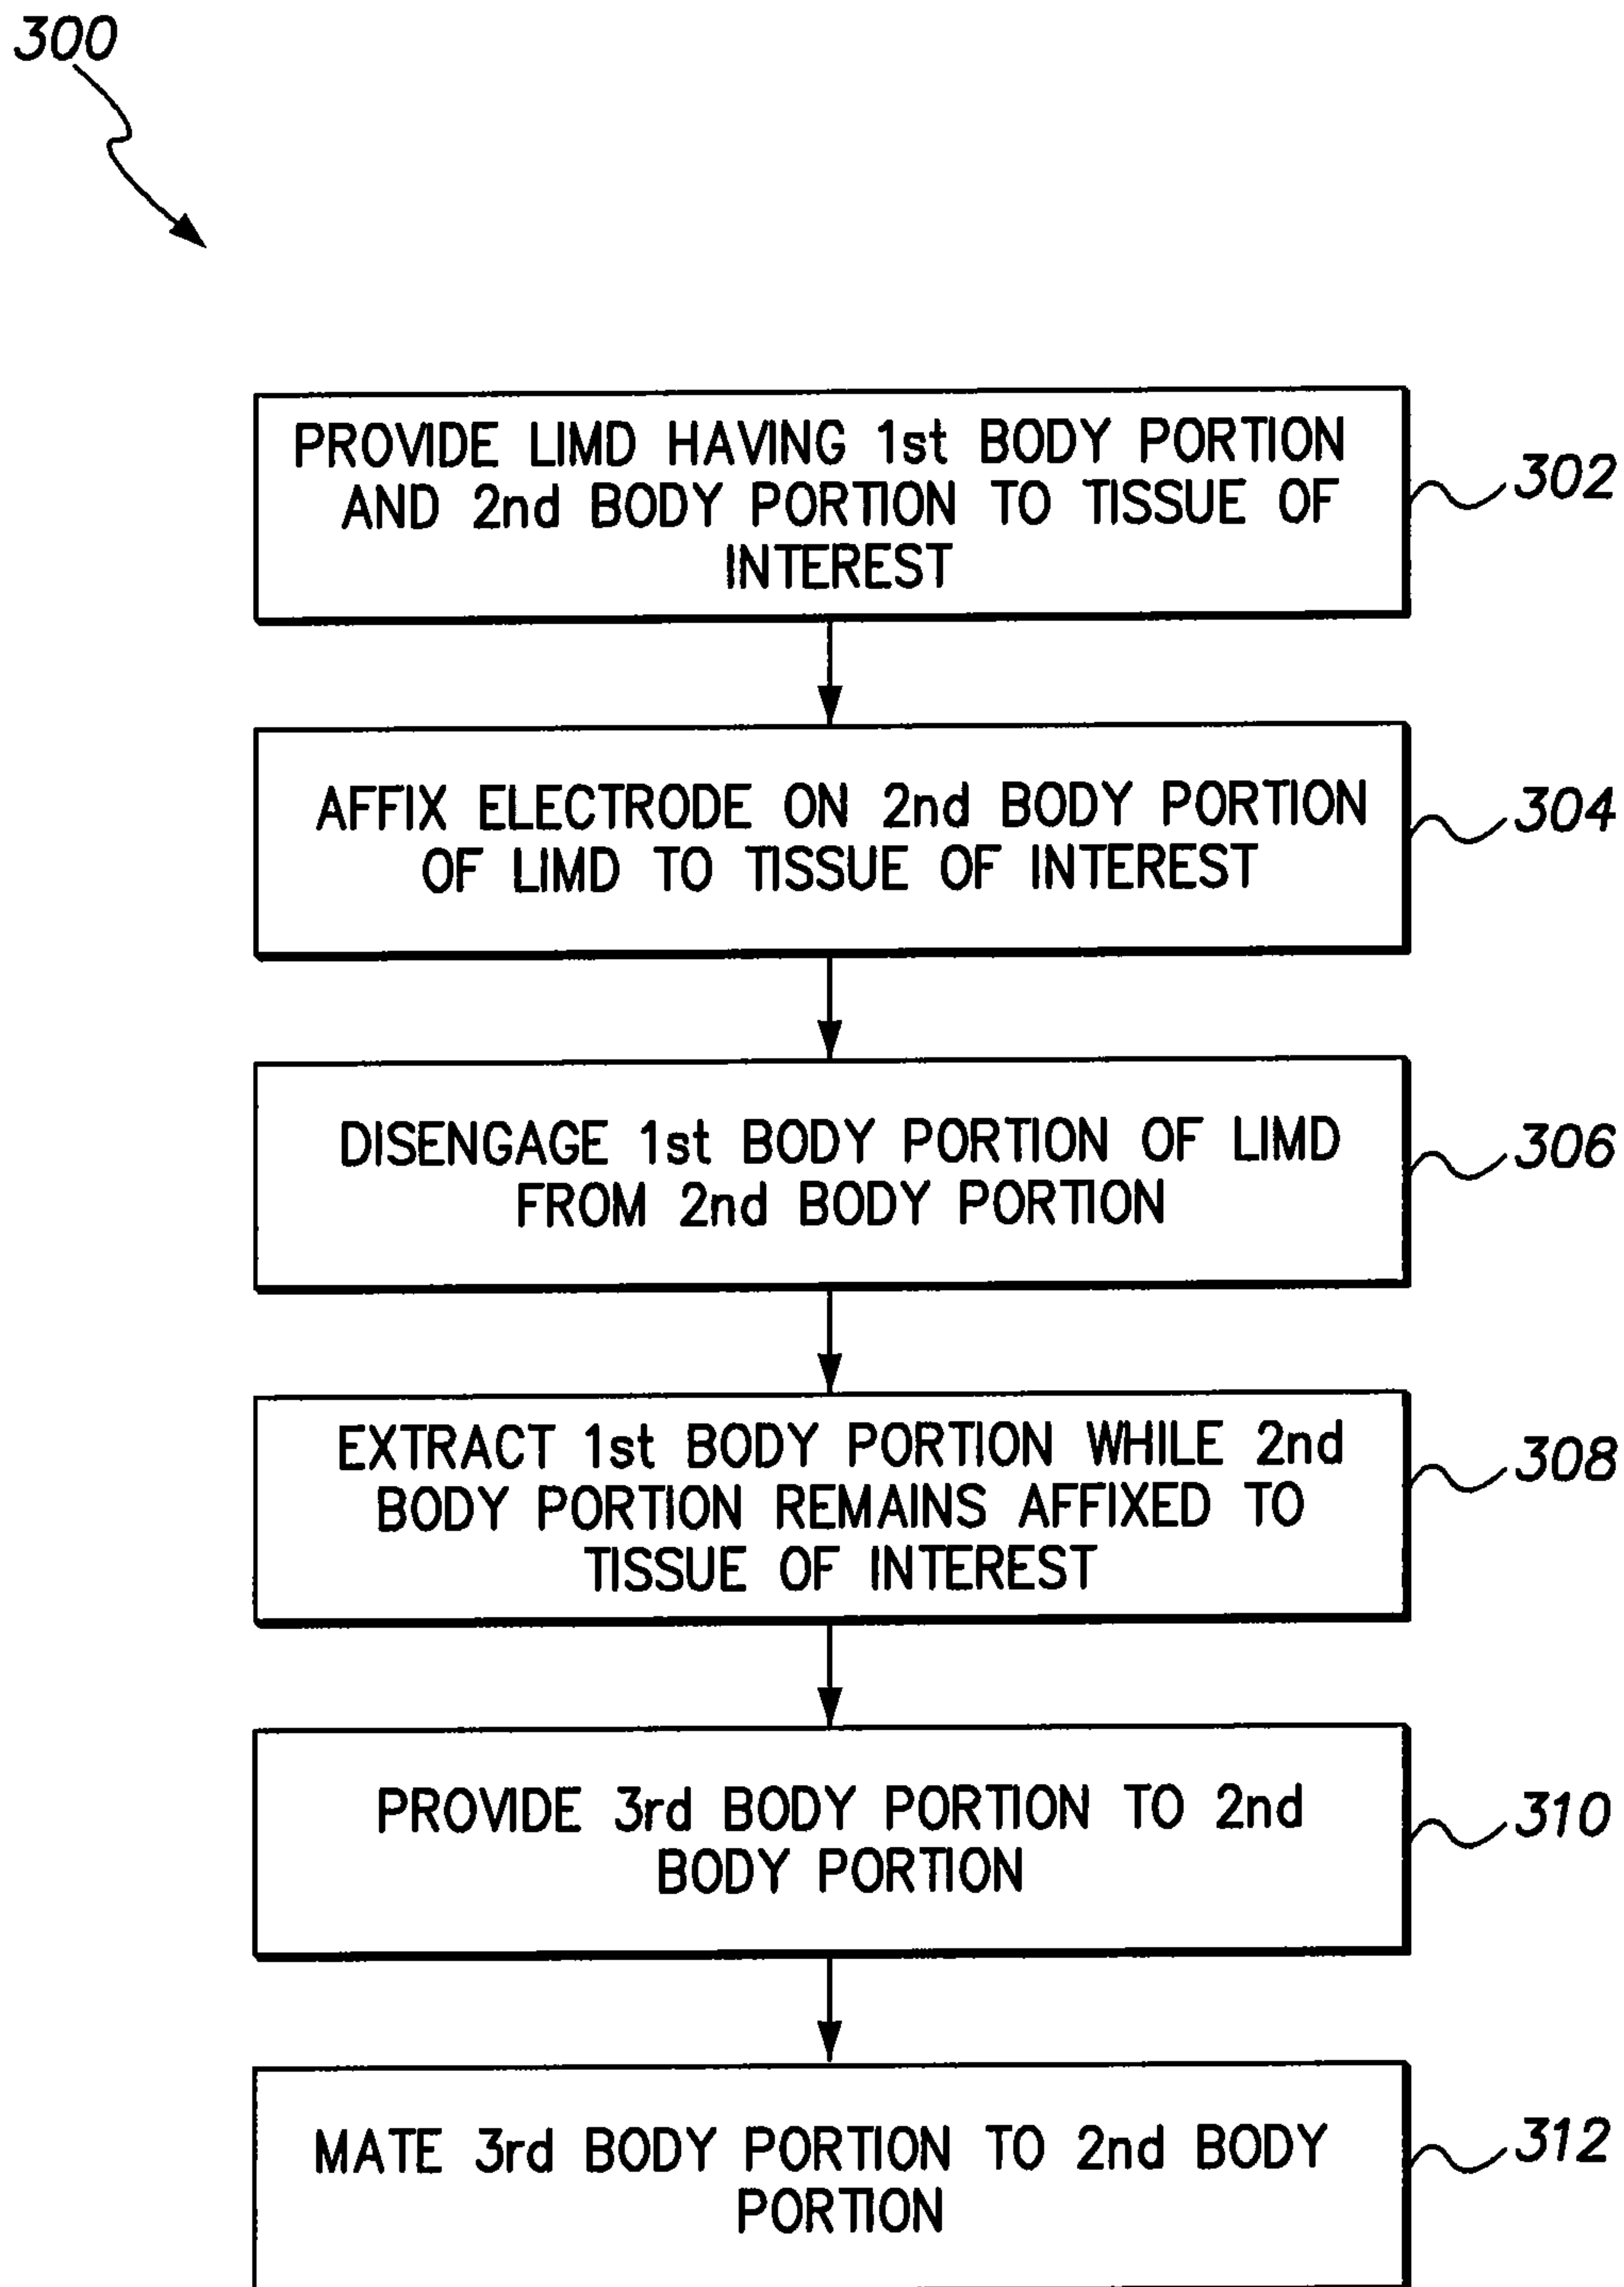 300
PROVIDE LIMD HAVING 1st BODY PORTION
AND 2nd BODY PORTION TO TISSUE OF
INTEREST
302
AFFIX ELECTRODE ON 2nd BODY PORTION
OF LIMD TO TISSUE OF INTEREST
304
DISENGAGE 1st BODY PORTION OF LIMD
FROM 2nd BODY PORTION
306
EXTRACT 1st BODY PORTION WHILE 2nd
BODY PORTION REMAINS AFFIXED TO
TISSUE OF INTEREST
308
PROVIDE 3rd BODY PORTION TO 2nd
BODY PORTION
310
MATE 3rd BODY PORTION TO 2nd BODY
PORTION
312